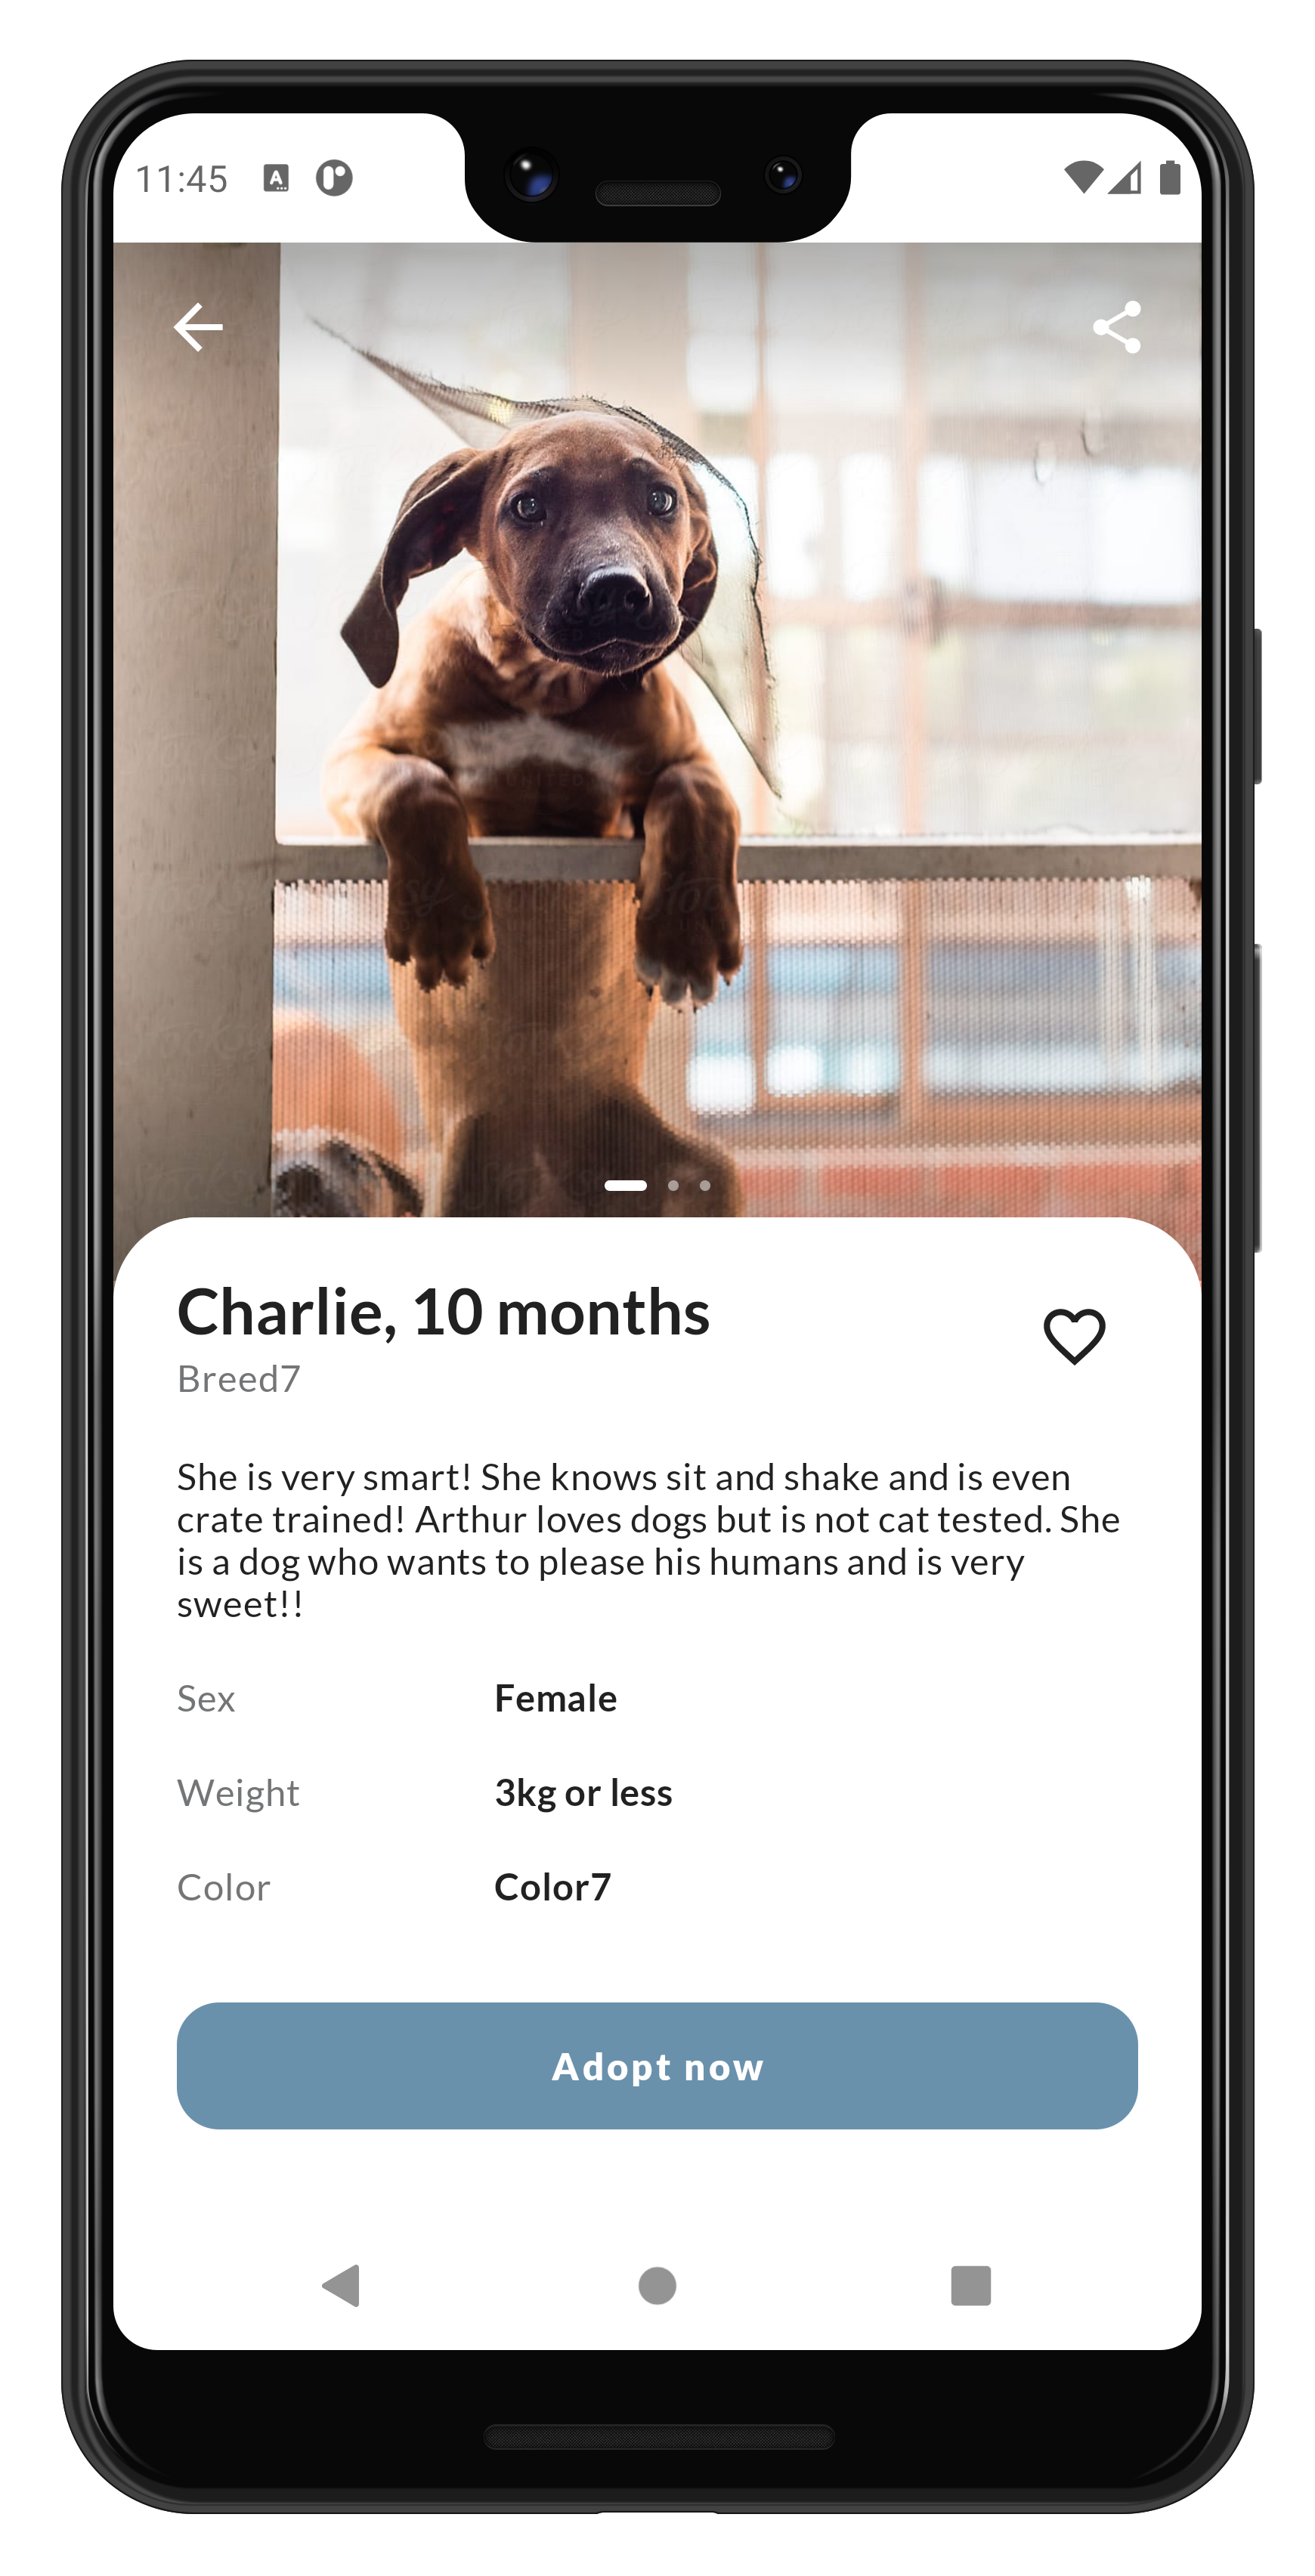 11:45
Charlie, 10 months
Breed7
She is very smart! She knows sit and shake and is even
crate trained! Arthur loves dogs but is not cat tested. She
is a dog who wants to please his humans and is very
sweet!!
Sex Female
Weight 3kg or less
Color Color7
Adopt now